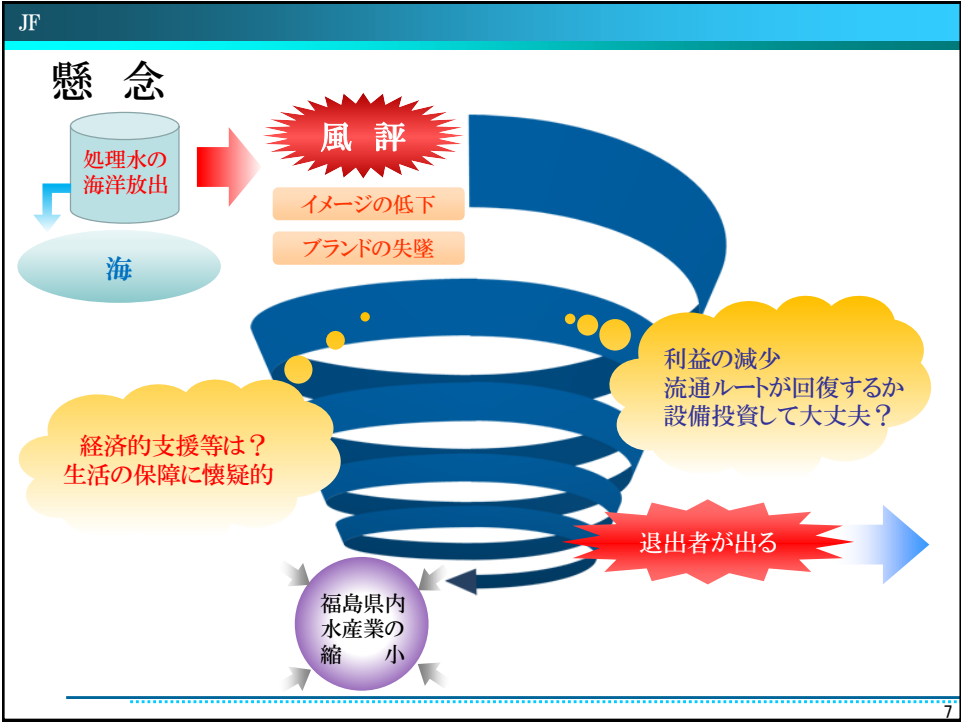 JF
懸 念
処理水の
海洋放出
海
風 評
イメージの低下
ブランドの失墜
利益の減少
流通ルートが回復するか
設備投資して大丈夫？
経済的支援等は？
生活の保障に懐疑的
退出者が出る
福島県内
水産業の
縮 小
7